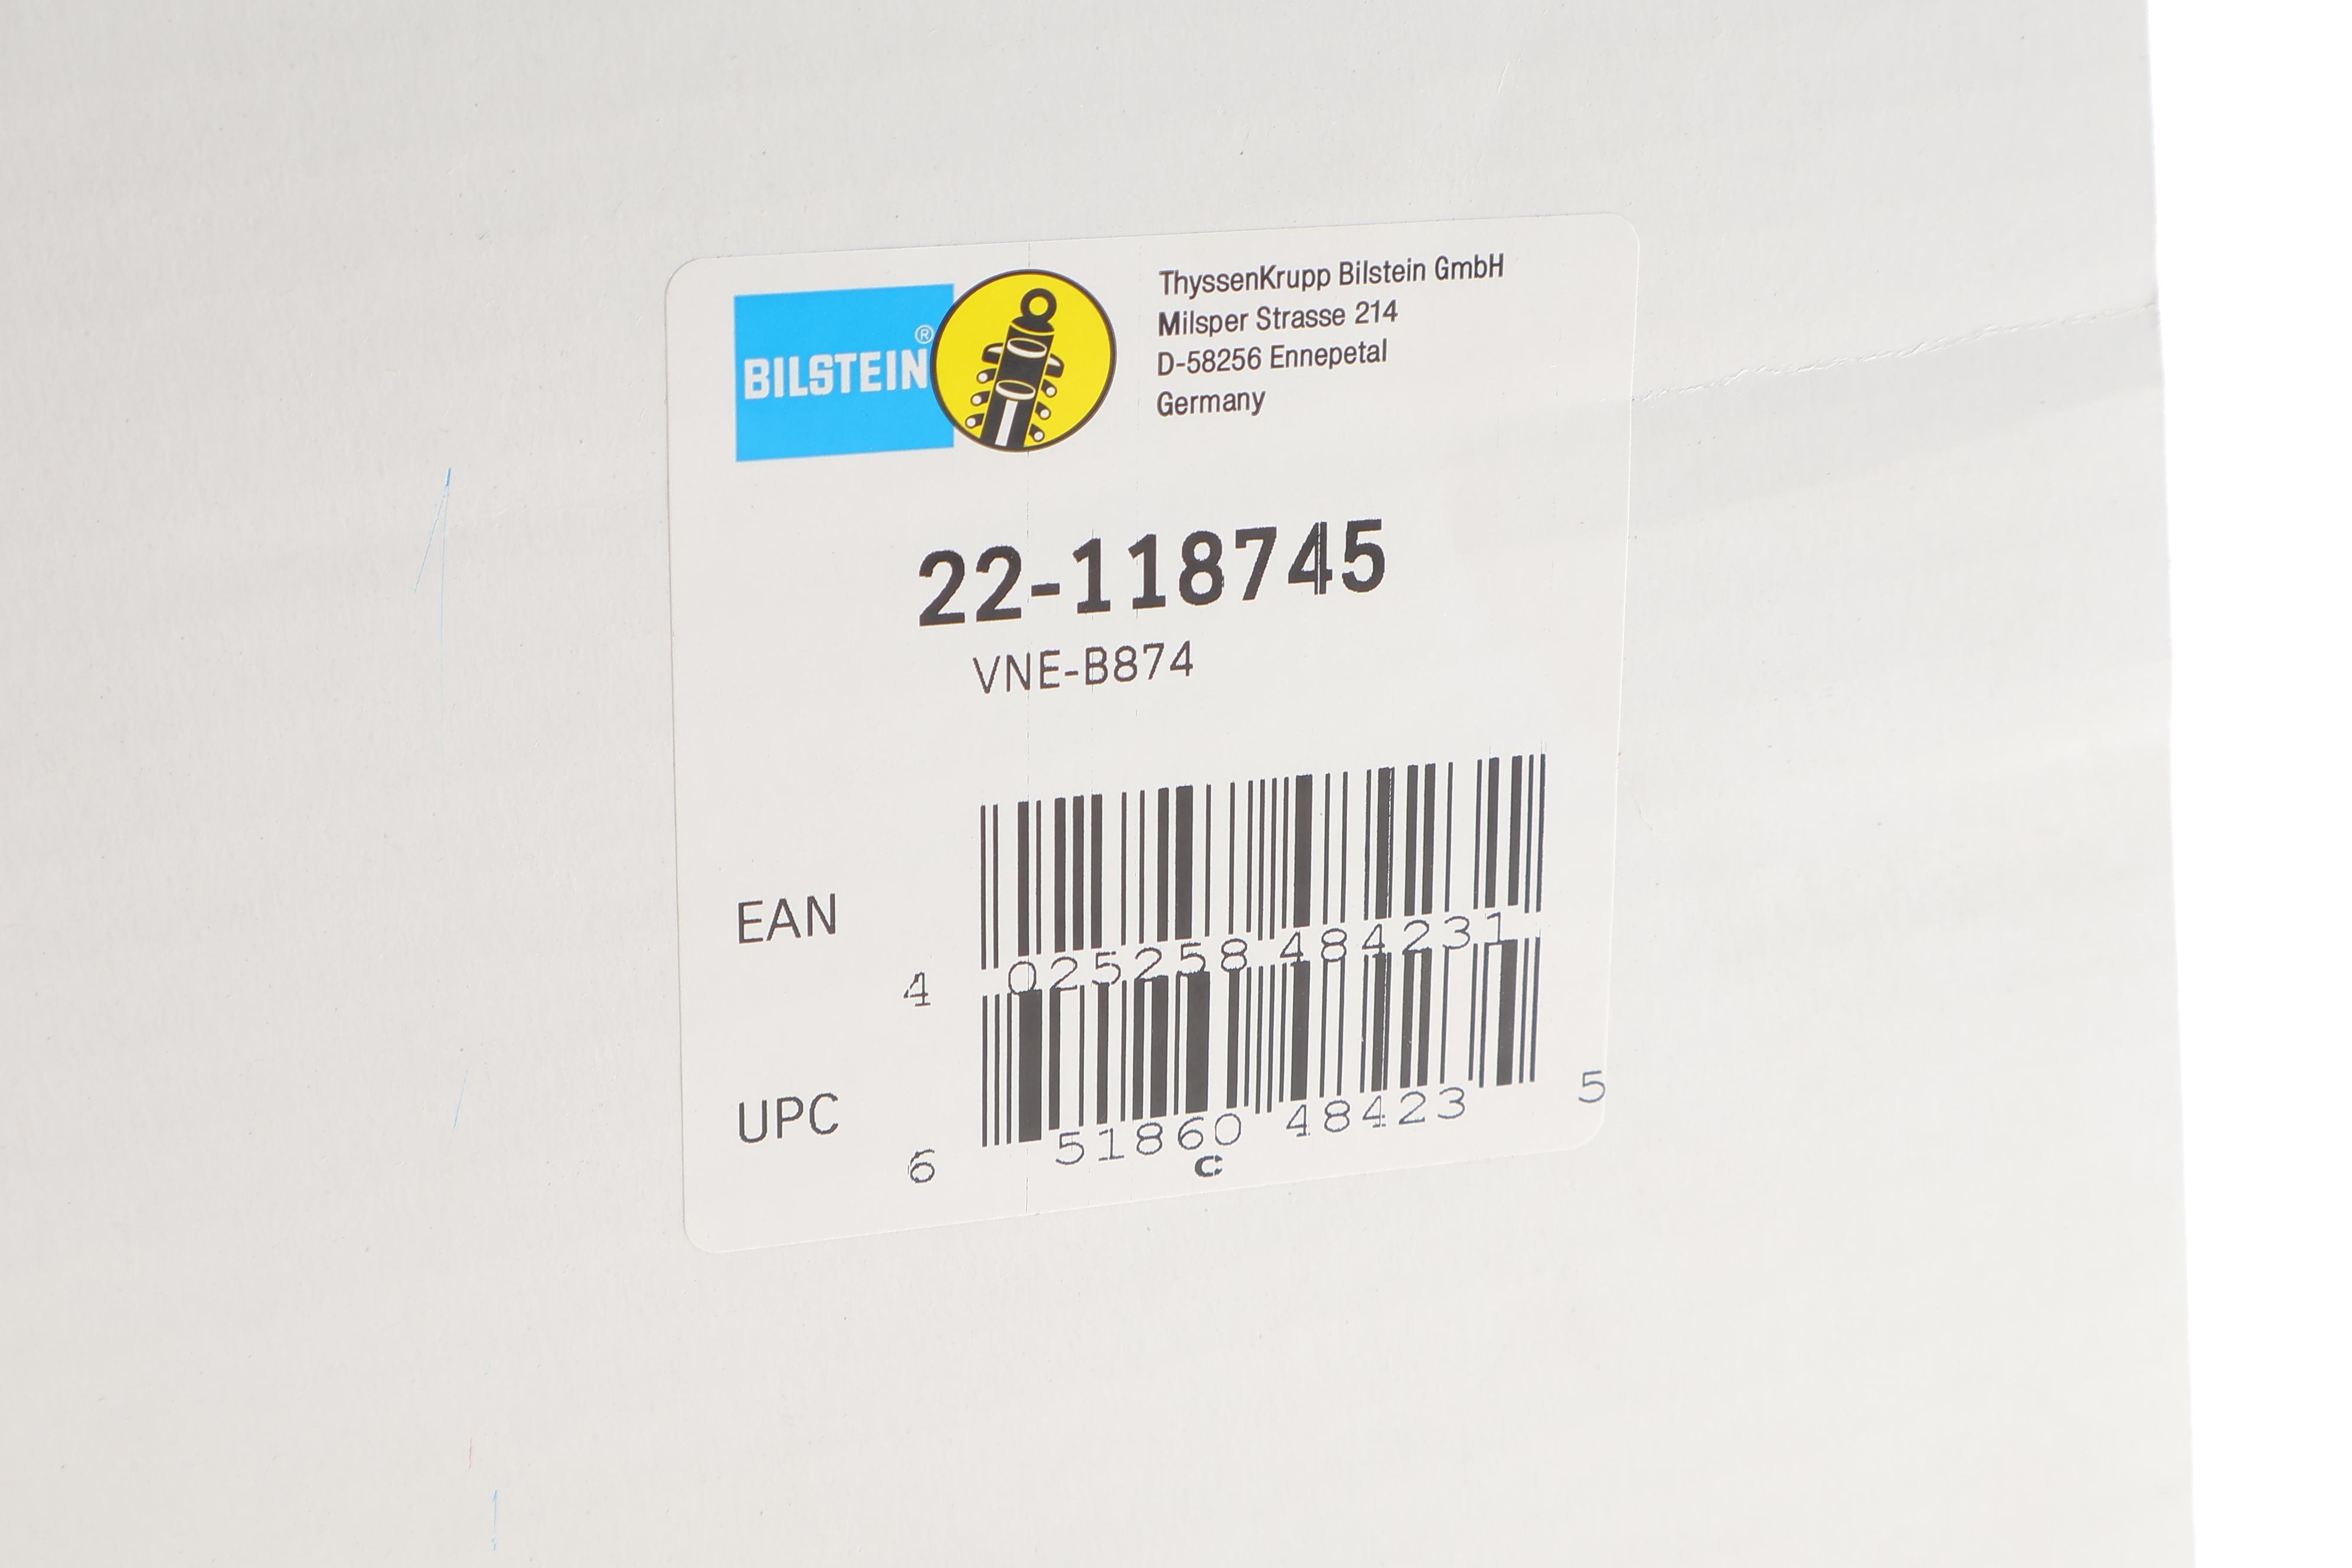 BILSTEIN®
ThyssenKrupp Bilstein GmbH
Milsper Strasse 214
D-58256 Ennepetal
Germany
22-118745
VNE-B874
EAN
4 025258 484231
UPC
6 51860 48423 5
C